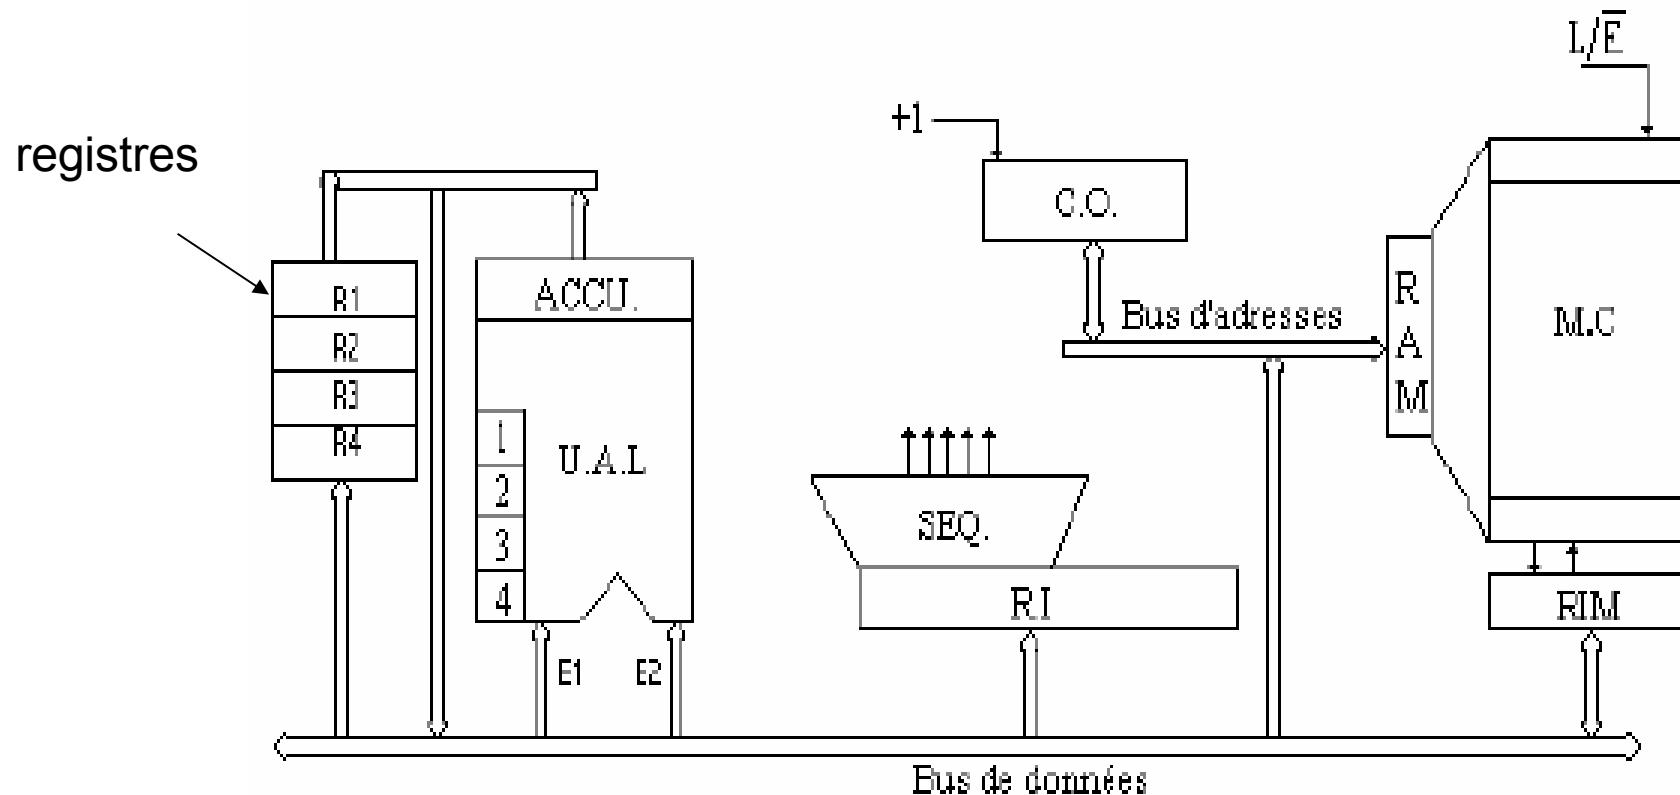 L/E̅
+1
registres
C.O.
R1
R2
R3
R4
ACCU.
U.A.L
1
2
3
4
E1
E2
Bus d'adresses
R
A
M
M.C
SEQ.
RI
RIM
Bus de données